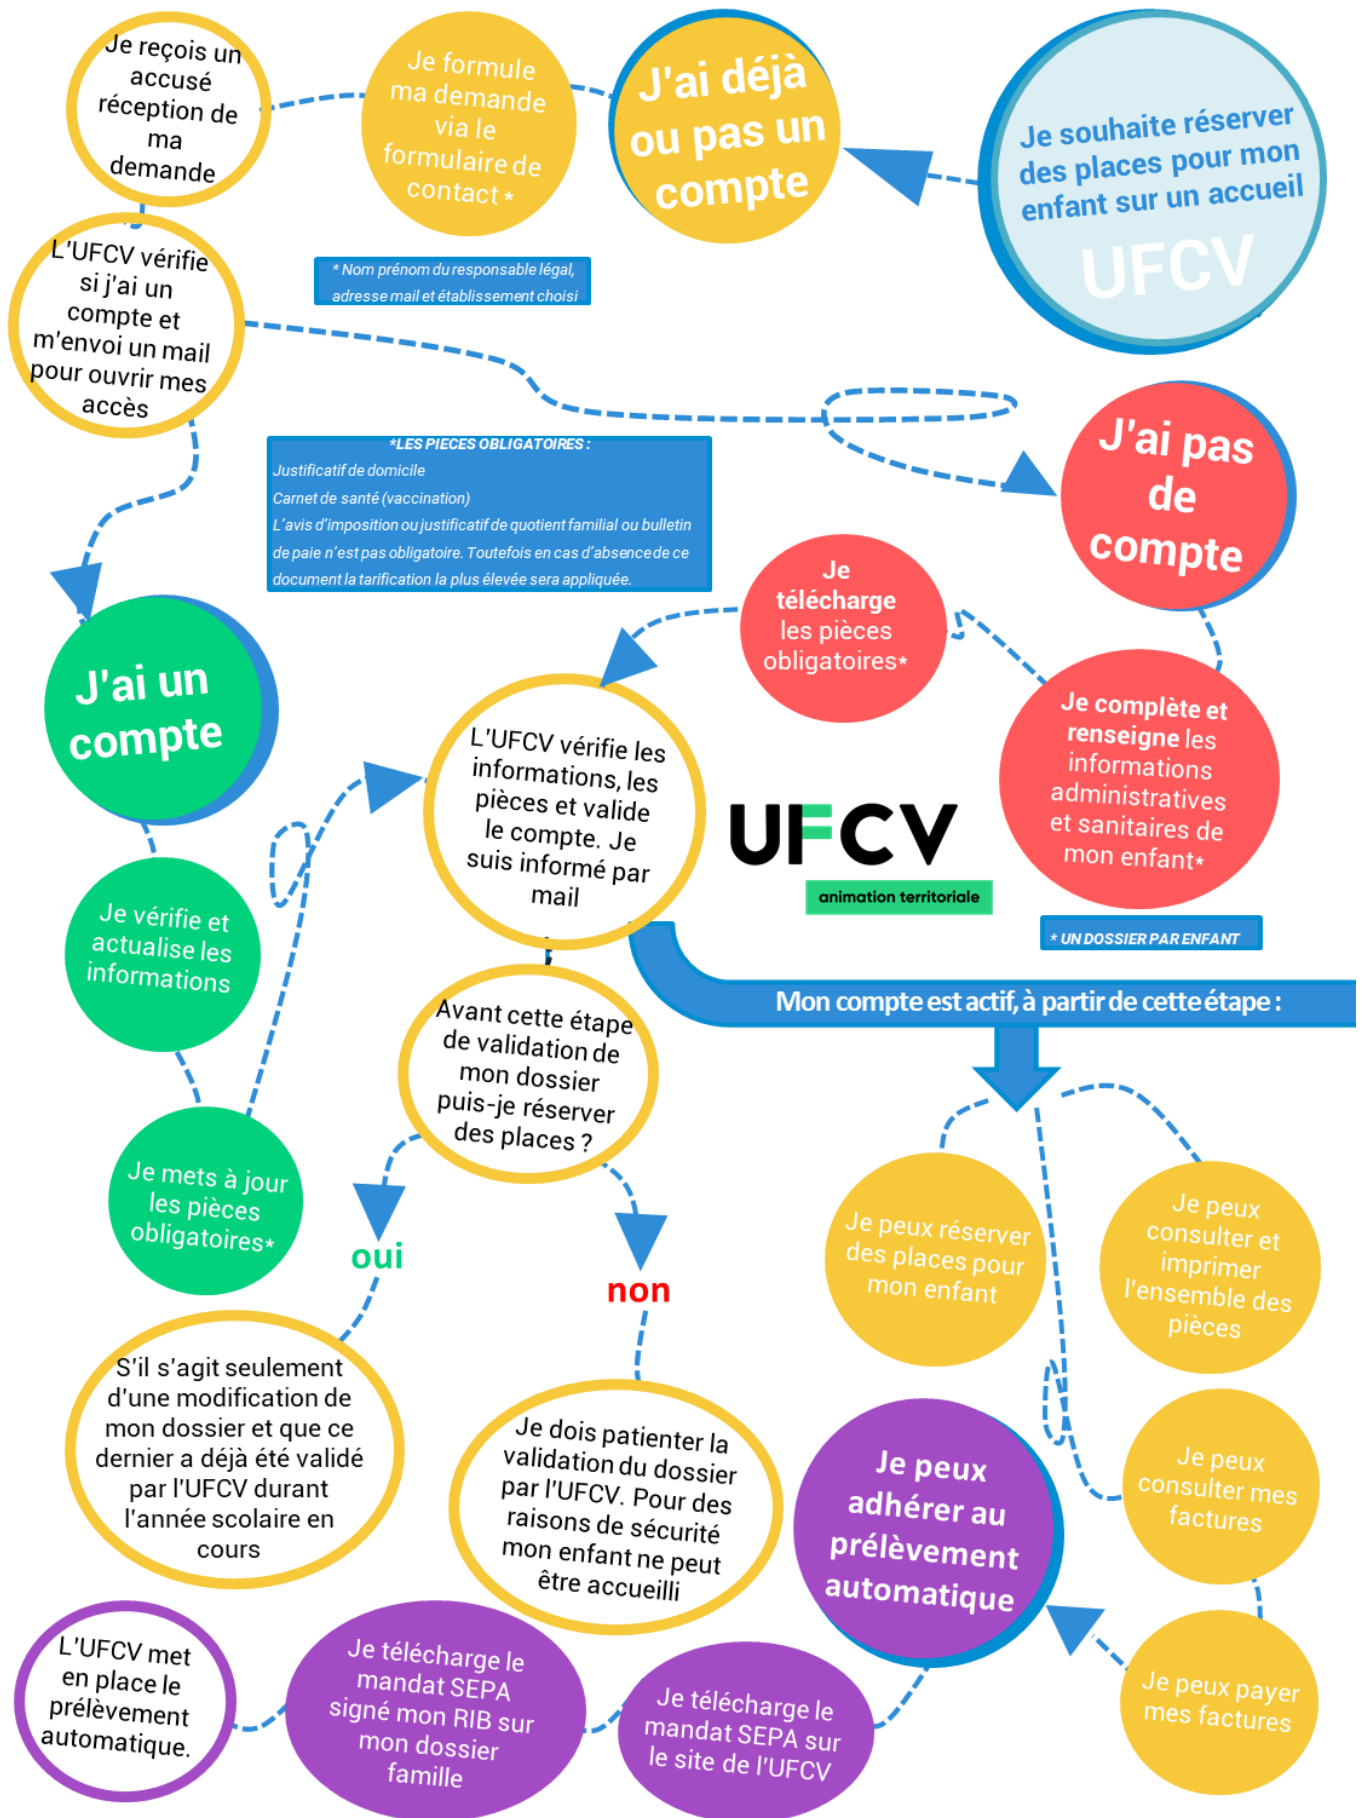 Je souhaite réserver
des places pour mon
enfant sur un accueil
UFCV
J'ai déjà
ou pas un
compte
Je formule
ma demande
via le
formulaire de
contact *
* Nom prénom du responsable légal,
adresse mail et établissement choisi
Je reçois un
accusé
réception de
ma
demande
L'UFCV vérifie
si j'ai un
compte et
m'envoi un mail
pour ouvrir mes
accès
J'ai pas
de
compte
Je complète et
renseigne les
informations
administratives
et sanitaires de
mon enfant*
* UN DOSSIER PAR ENFANT
Je
télécharge
les pièces
obligatoires*
*LES PIECES OBLIGATOIRES :
Justificatif de domicile
Carnet de santé (vaccination)
L'avis d'imposition ou justificatif de quotient familial ou bulletin
de paie n'est pas obligatoire. Toutefois en cas d'absence de ce
document la tarification la plus élevée sera appliquée.
J'ai un
compte
Je vérifie et
actualise les
informations
Je mets à jour
les pièces
obligatoires*
L'UFCV vérifie les
informations, les
pièces et valide
le compte. Je
suis informé par
mail
UFCV
animation territoriale
Avant cette étape
de validation de
mon dossier
puis-je réserver
des places ?
oui
S'il s'agit seulement
d'une modification de
mon dossier et que ce
dernier a déjà été validé
par l'UFCV durant
l'année scolaire en
cours
non
Je dois patienter la
validation du dossier
par l'UFCV. Pour des
raisons de sécurité
mon enfant ne peut
être accueilli
Mon compte est actif, à partir de cette étape :
Je peux réserver
des places pour
mon enfant
Je peux
consulter et
imprimer
l'ensemble des
pièces
Je peux
consulter mes
factures
Je peux payer
mes factures
Je peux
adhérer au
prélèvement
automatique
Je télécharge le
mandat SEPA sur
le site de l'UFCV
Je télécharge le
mandat SEPA
signé mon RIB sur
mon dossier
famille
L'UFCV met
en place le
prélèvement
automatique.